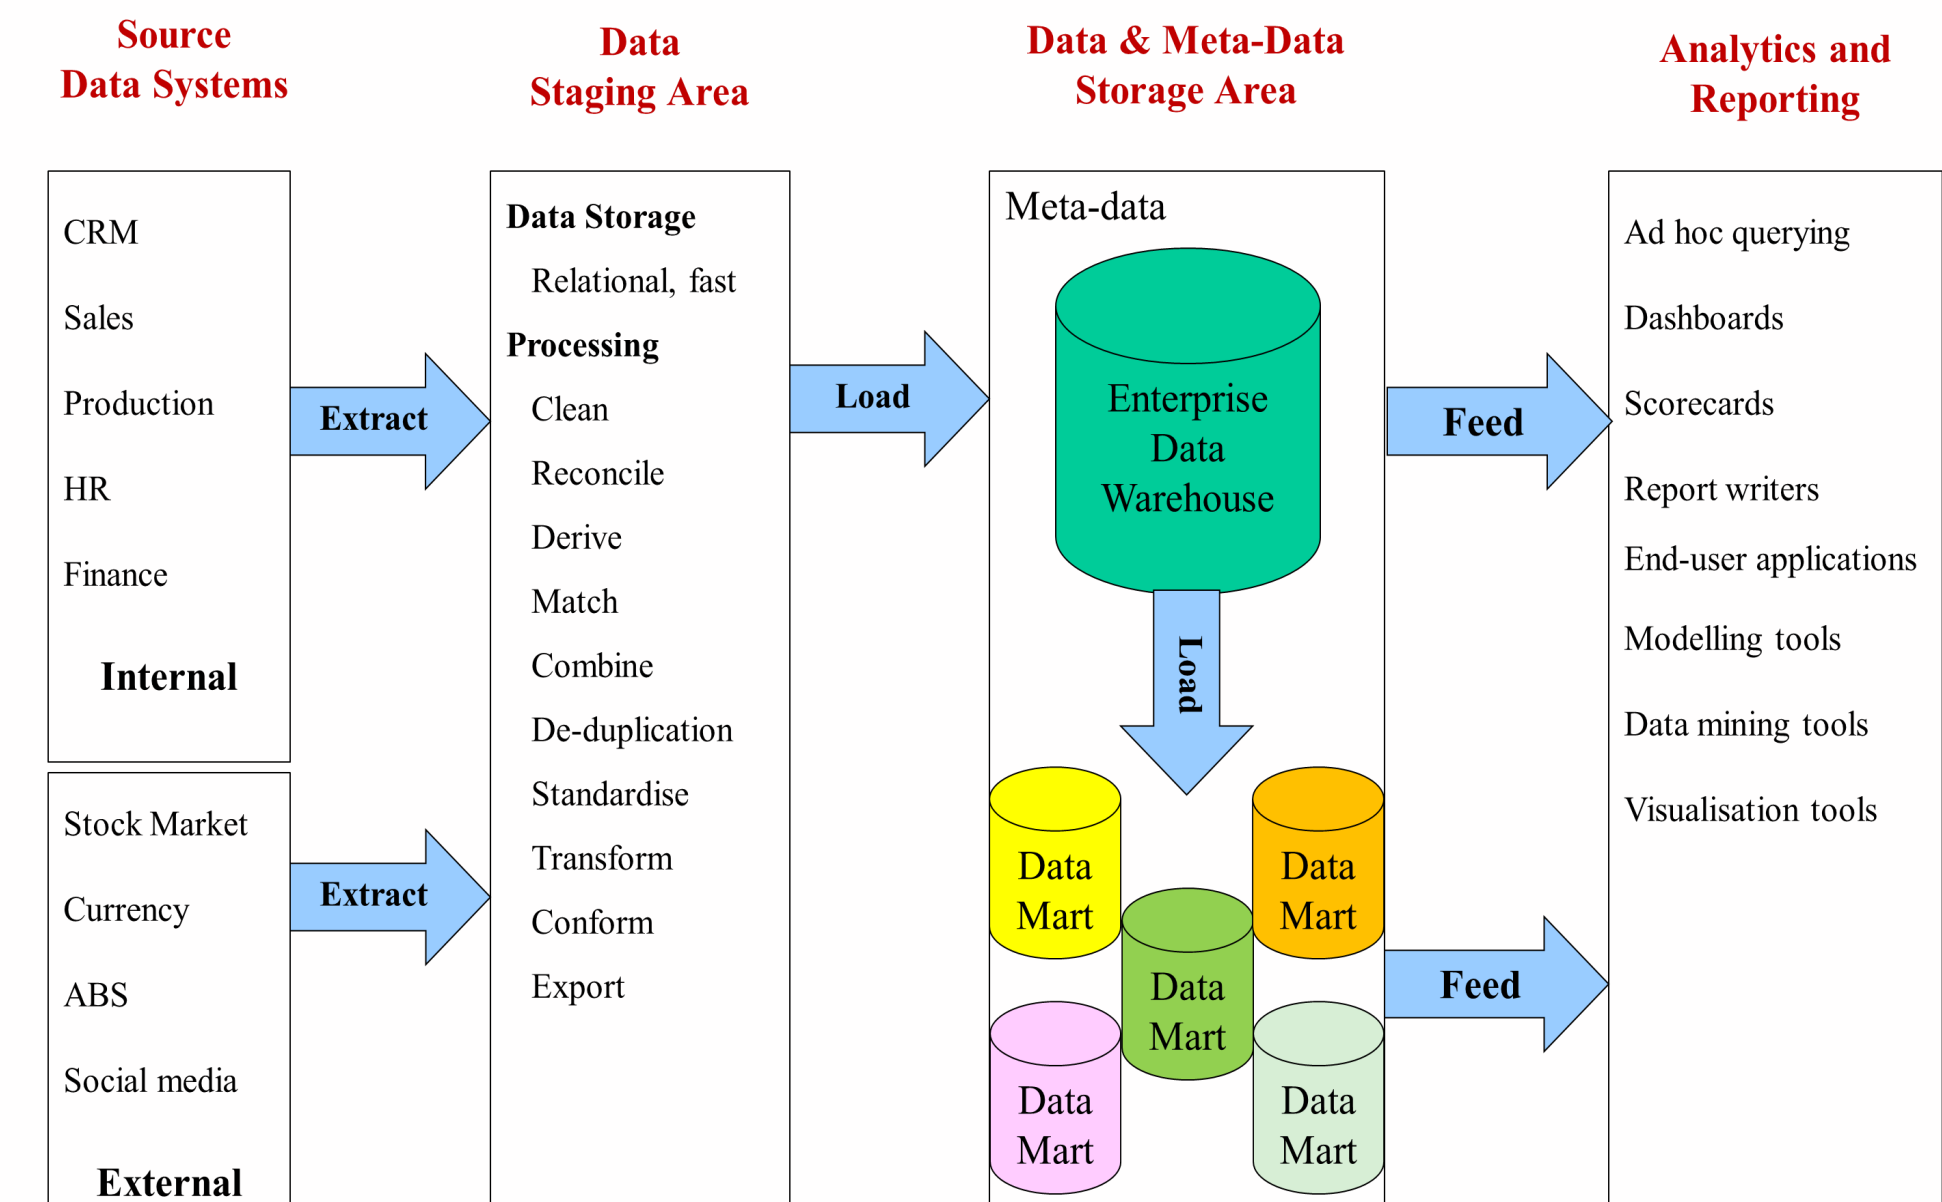 Source
Data Systems
Data
Staging Area
Data & Meta-Data
Storage Area
Analytics and
Reporting
CRM
Sales
Production
HR
Finance
Internal
Stock Market
Currency
ABS
Social media
External
Extract
Extract
Data Storage
Relational, fast
Processing
Clean
Reconcile
Derive
Match
Combine
De-duplication
Standardise
Transform
Conform
Export
Load
Meta-data
Enterprise
Data
Warehouse
Load
Data
Mart
Data
Mart
Data
Mart
Data
Mart
Data
Mart
Feed
Feed
Ad hoc querying
Dashboards
Scorecards
Report writers
End-user applications
Modelling tools
Data mining tools
Visualisation tools